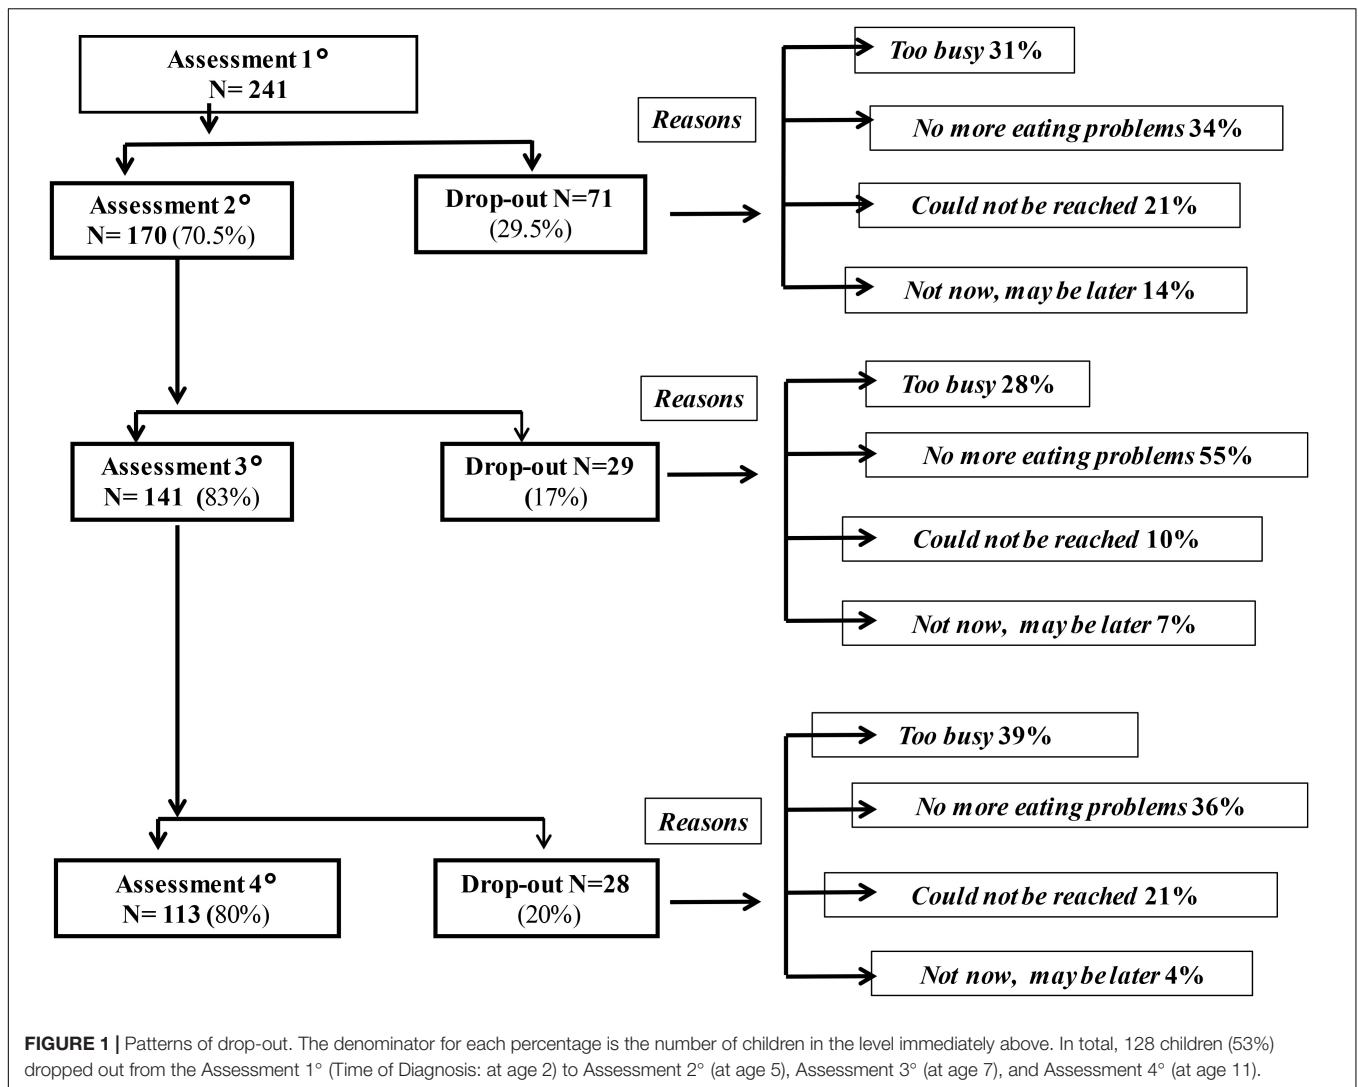 Assessment 1°
N= 241
Reasons
Too busy 31%
No more eating problems 34%
Could not be reached 21%
Not now, may be later 14%
Assessment 2°
N= 170 (70.5%)
Drop-out N=71
(29.5%)
Reasons
Too busy 28%
No more eating problems 55%
Could not be reached 10%
Not now, may be later 7%
Assessment 3°
N= 141 (83%)
Drop-out N=29
(17%)
Reasons
Too busy 39%
No more eating problems 36%
Could not be reached 21%
Not now, may be later 4%
Assessment 4°
N= 113 (80%)
Drop-out N=28
(20%)
FIGURE 1 | Patterns of drop-out. The denominator for each percentage is the number of children in the level immediately above. In total, 128 children (53%)
dropped out from the Assessment 1° (Time of Diagnosis: at age 2) to Assessment 2° (at age 5), Assessment 3° (at age 7), and Assessment 4° (at age 11).